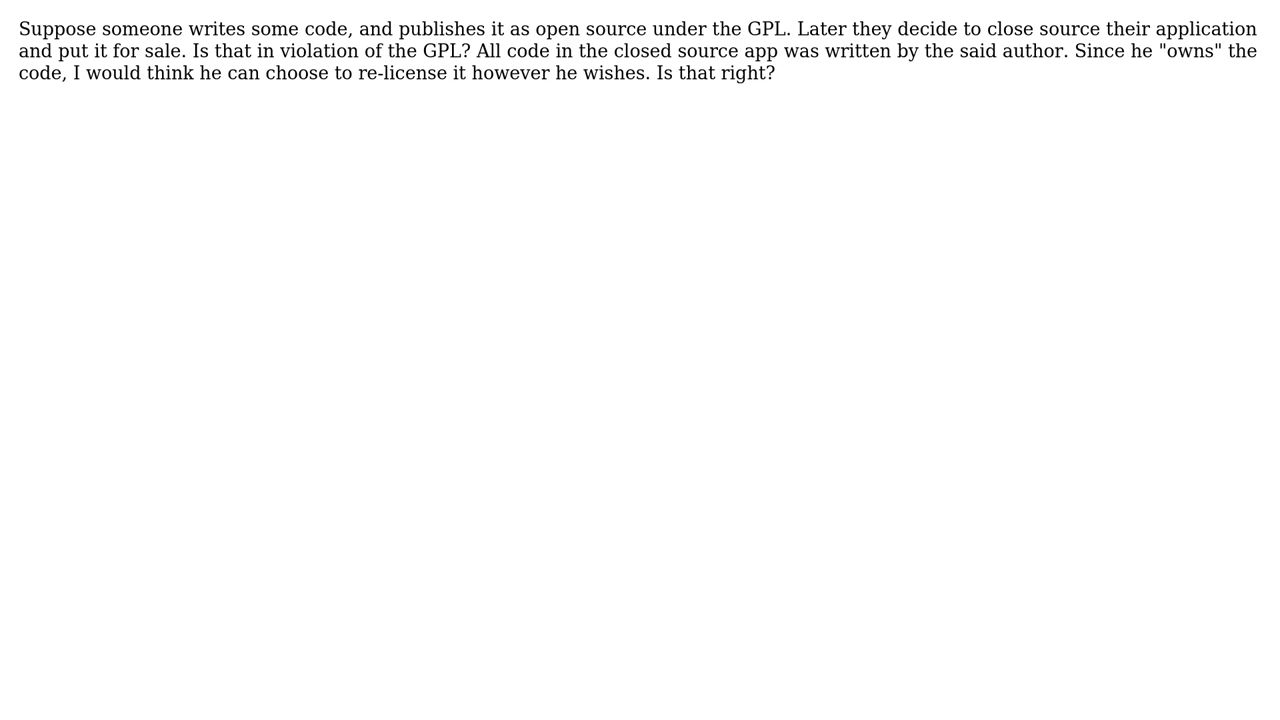 Suppose someone writes some code, and publishes it as open source under the GPL. Later they decide to close source their application
and put it for sale. Is that in violation of the GPL? All code in the closed source app was written by the said author. Since he "owns" the
code, I would think he can choose to re-license it however he wishes. Is that right?